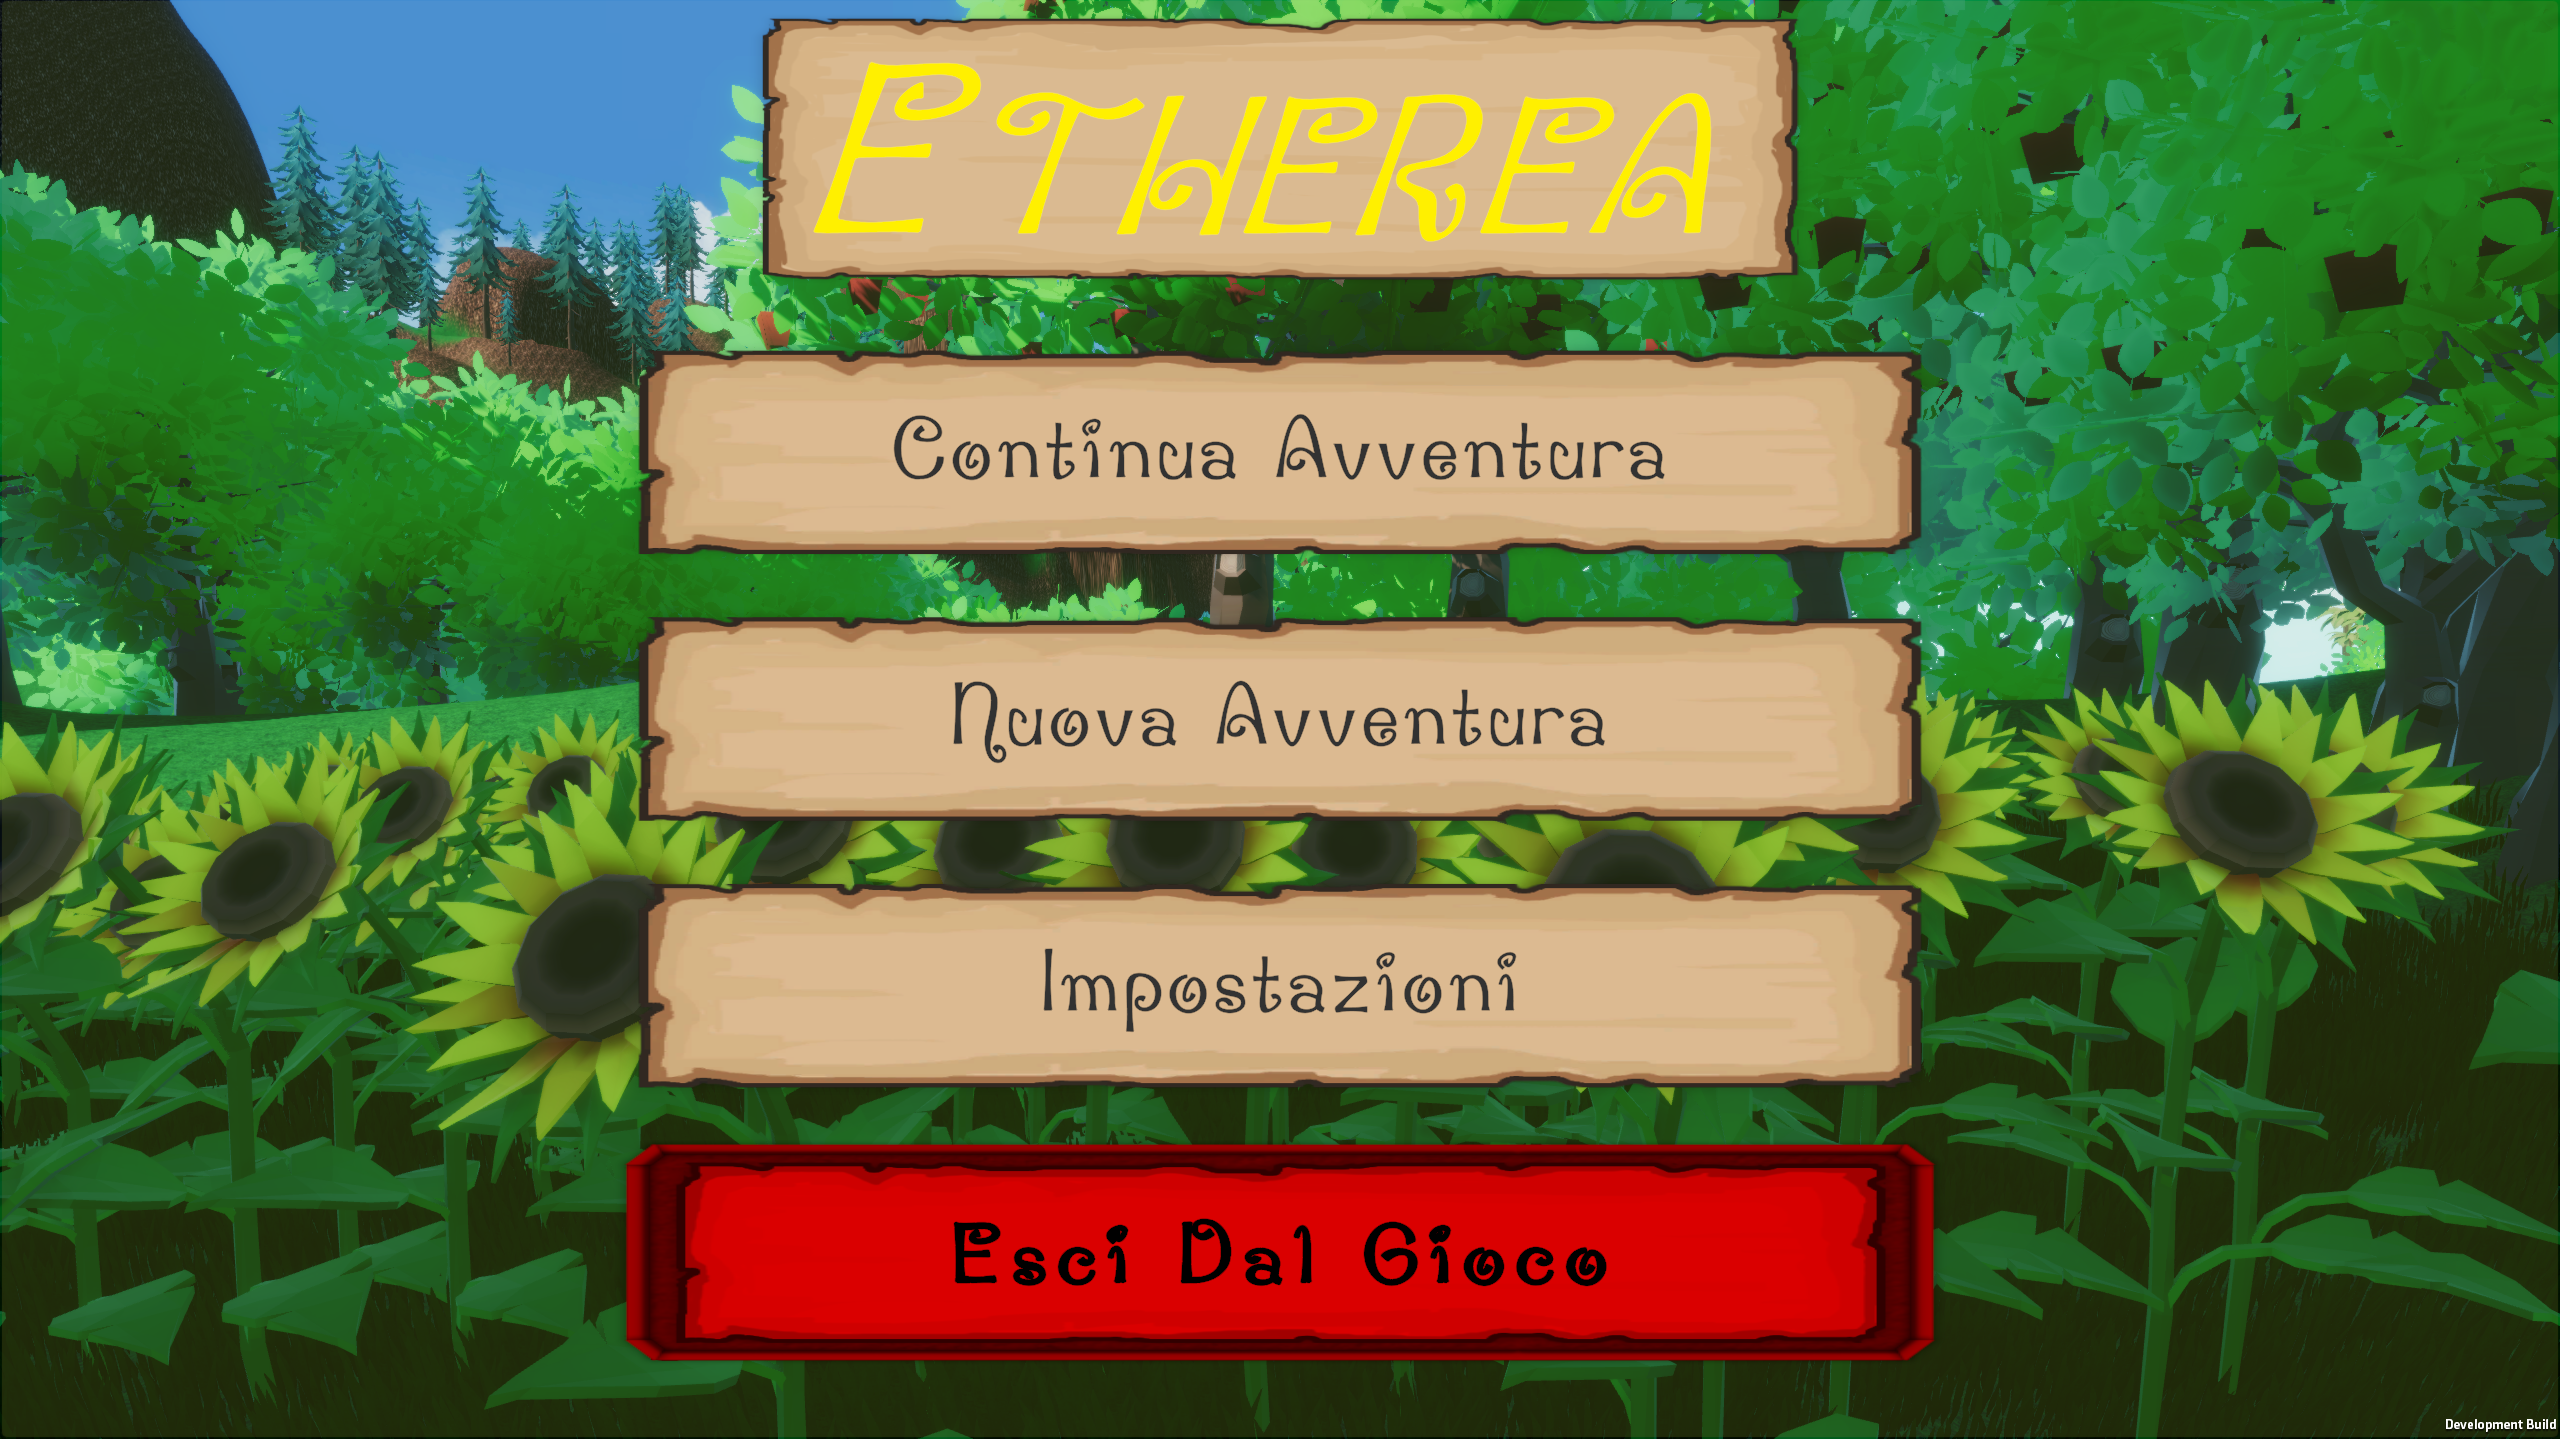 ETHEREA
Continua Avventura
Nuova Avventura
Impostazioni
Esci Dal Gioco
Development Build